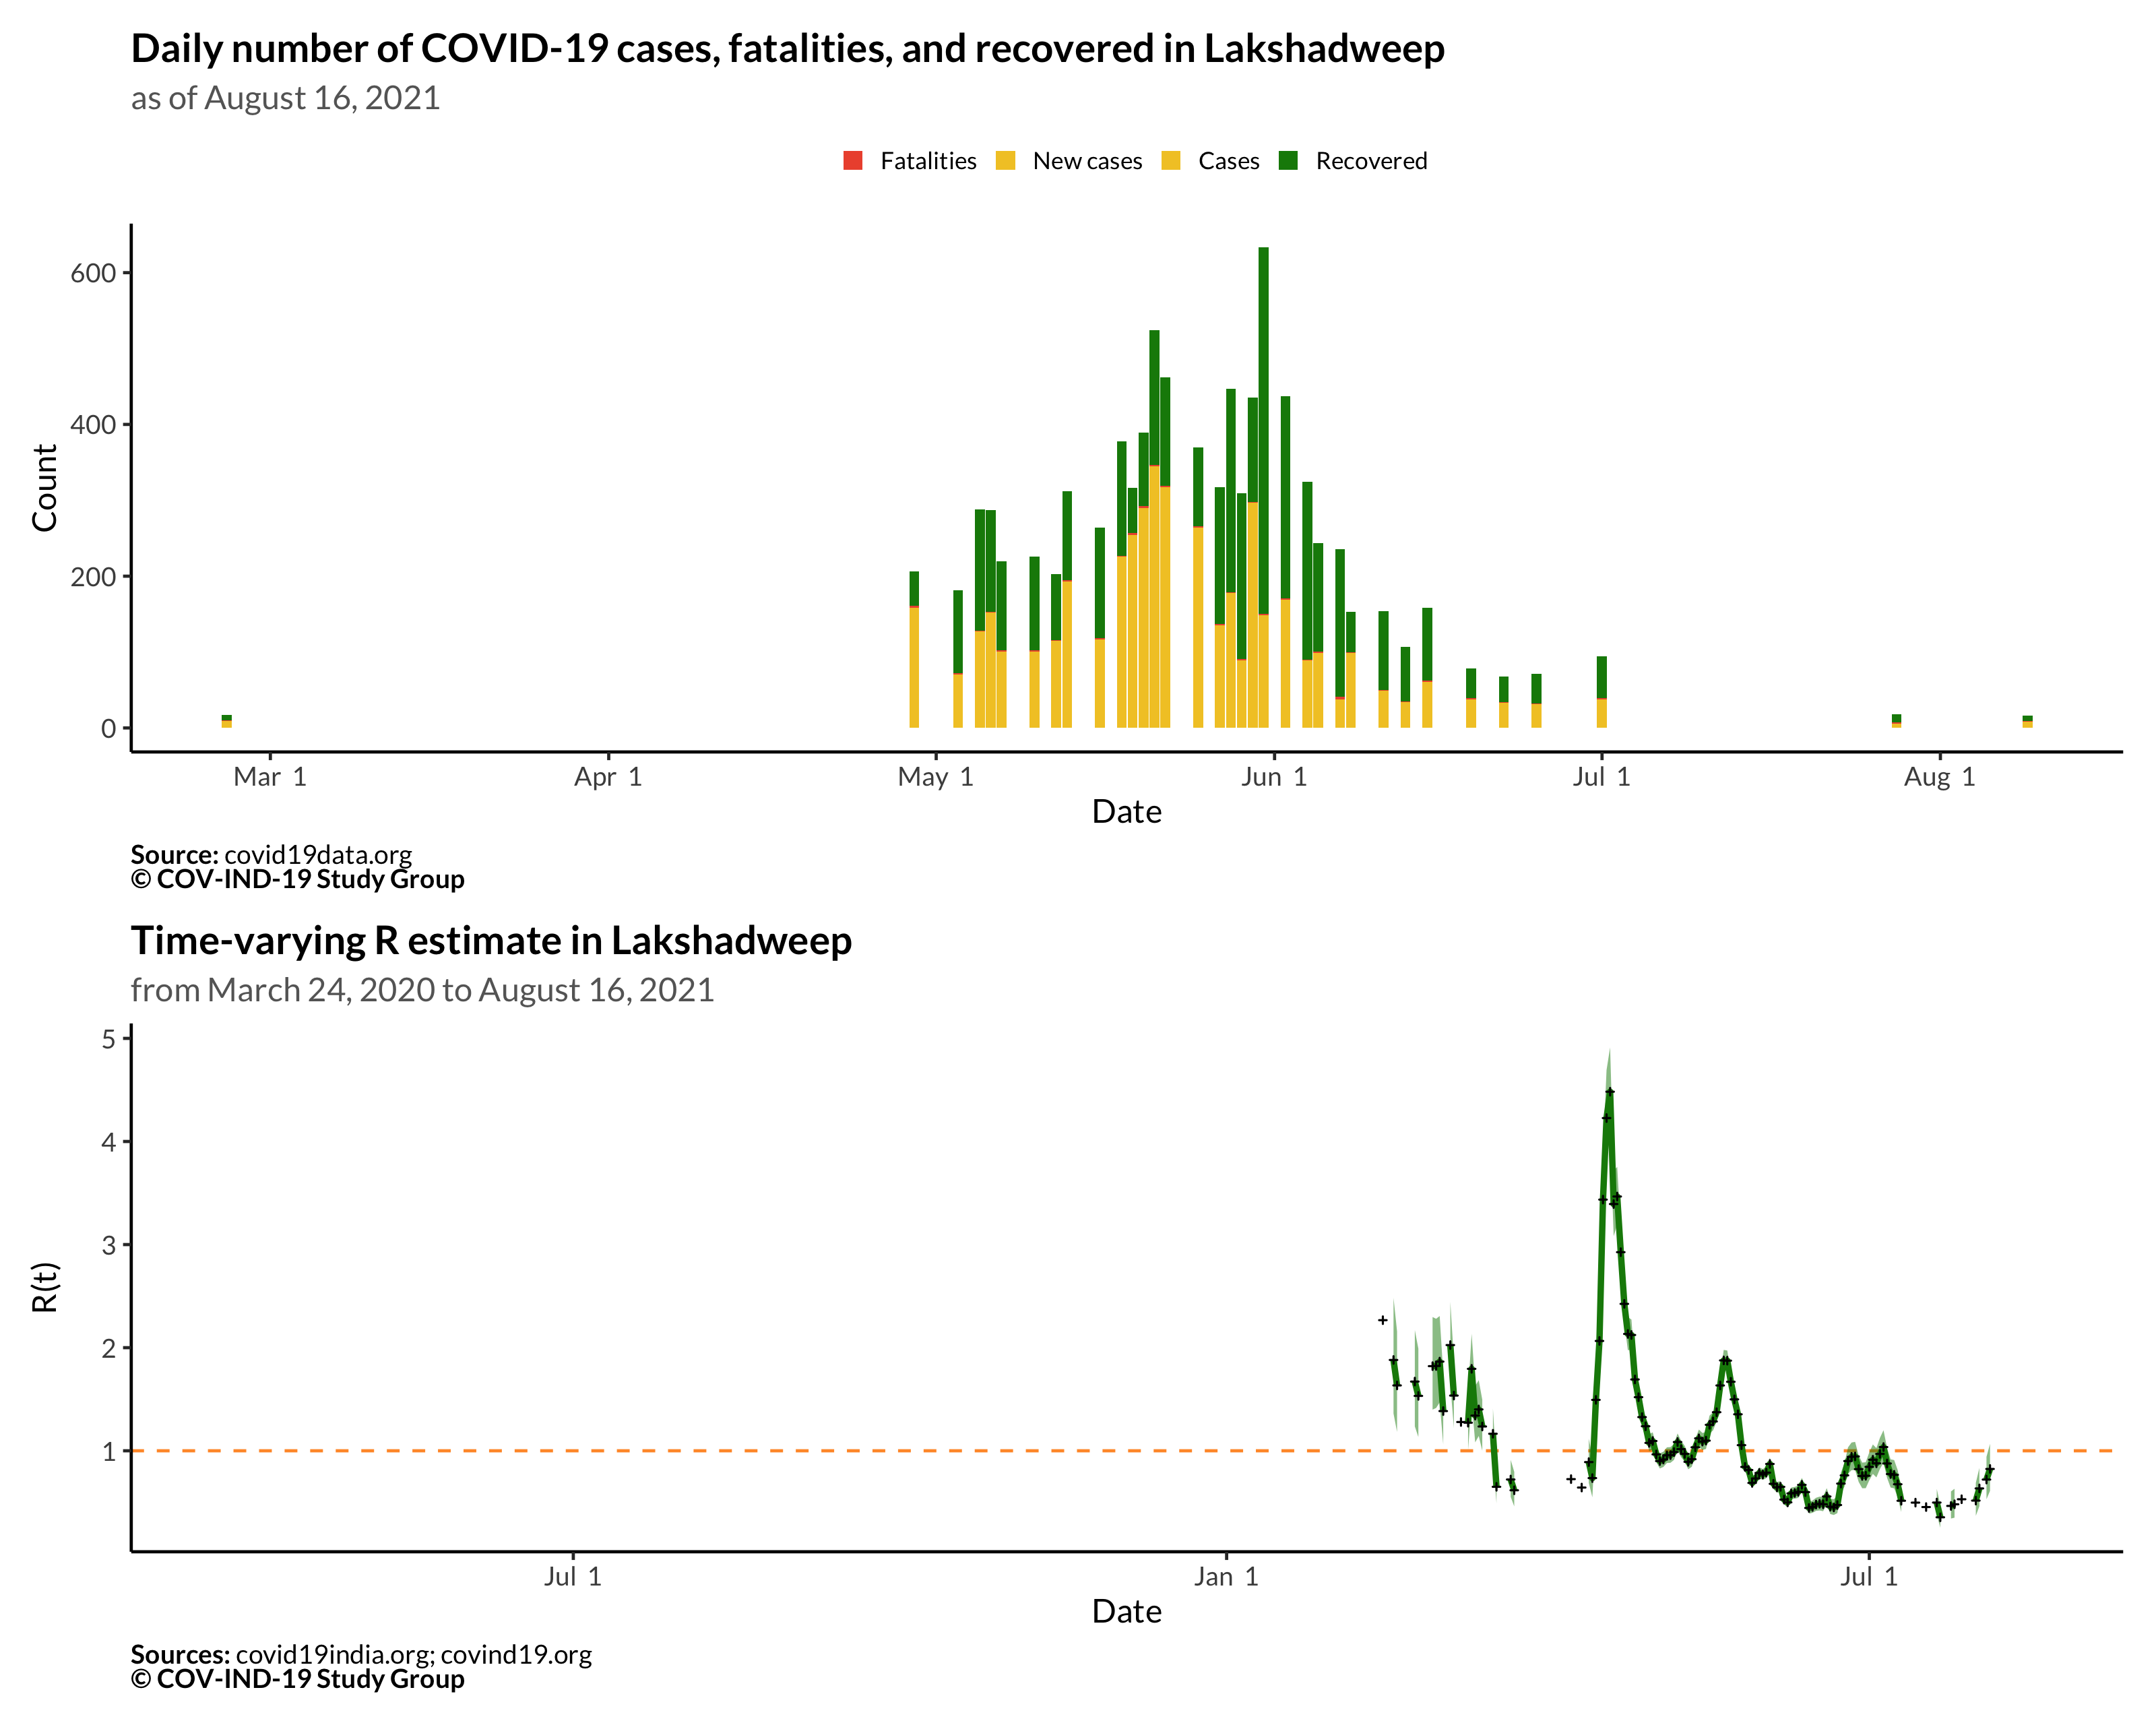 Daily number of COVID-19 cases, fatalities, and recovered in Lakshadweep
as of August 16, 2021
Fatalities New cases Cases Recovered
600
400
200
0
Count
Mar 1 Apr 1 May 1 Jun 1 Jul 1 Aug 1
Date
Source: covid19data.org
© COV-IND-19 Study Group
Time-varying R estimate in Lakshadweep
from March 24, 2020 to August 16, 2021
5
4
3
2
1
R(t)
Jul 1 Jan 1 Jul 1
Date
Sources: covid19india.org; covind19.org
© COV-IND-19 Study Group